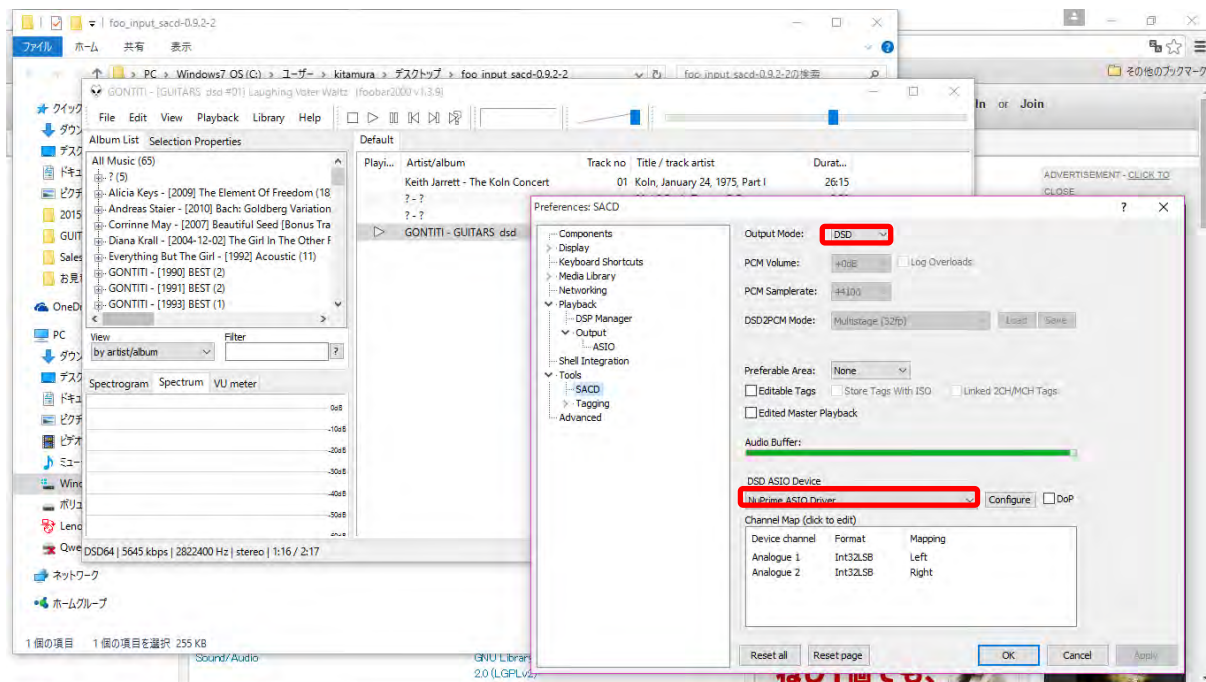 foo_input_sacd-0.9.2-2
ファイル ホーム 共有 表示
PC › Windows7_OS (C:) › ユーザー › kitamura › デスクトップ › foo_input_sacd-0.9.2-2
foo_input_sacd-0.9.2-2の検索
その他のブックマーク
In or Join
ADVERTISEMENT - CLICK TO
CLOSE
GONTITI - [GUITARS dsd #01] Laughing Voter Waltz (foobar2000 v1.3.9)
File Edit View Playback Library Help
Album List Selection Properties
All Music (65)
? (5)
Alicia Keys - [2009] The Element Of Freedom (18
Andreas Staier - [2010] Bach: Goldberg Variation
Corrinne May - [2007] Beautiful Seed [Bonus Tra
Diana Krall - [2004-12-02] The Girl In The Other F
Everything But The Girl - [1992] Acoustic (11)
GONTITI - [1990] BEST (2)
GONTITI - [1991] BEST (2)
GONTITI - [1993] BEST (1)
View
Filter
by artist/album
?
Spectrogram Spectrum VU meter
0dB
-10dB
-20dB
-30dB
-40dB
-50dB
DSD64 | 5645 kbps | 2822400 Hz | stereo | 1:16 / 2:17
Default
Playi... Artist/album Track no Title / track artist Durat...
Keith Jarrett - The Koln Concert 01 Koln, January 24, 1975, Part I 26:15
? - ?
? - ?
GONTITI - GUITARS dsd
クイック
ダウン
デスク
ドキュ
ピクチ
2015
GUIT
Sales
お見
OneDr
PC
ダウン
デスク
ドキュ
ピクチ
ビデオ
ミュー
Wind
ボリュ
Leno
Qwe
ネットワーク
ホームグループ
1 個の項目 1 個の項目を選択 255 KB
Preferences: SACD
Components
Display
Keyboard Shortcuts
Media Library
Networking
Playback
DSP Manager
Output
ASIO
Shell Integration
Tools
SACD
Tagging
Advanced
Output Mode: DSD
PCM Volume: +0dB Log Overloads
PCM Samplerate: 44100
DSD2PCM Mode: Multistage (32fp) Load Save
Preferable Area: None
Editable Tags Store Tags With ISO Linked 2CH/MCH Tags
Edited Master Playback
Audio Buffer:
DSD ASIO Device
NuPrime ASIO Driver Configure DoP
Channel Map (click to edit)
Device channel Format Mapping
Analogue 1 Int32LSB Left
Analogue 2 Int32LSB Right
Reset all Reset page OK Cancel Apply
Sound/Audio
GNU Librar
2.0 (LGPLv2)